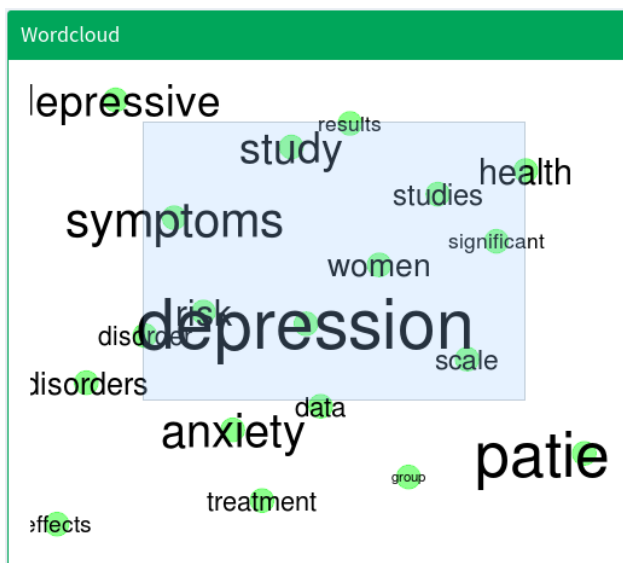 Wordcloud
depressive
results
study
health
studies
symptoms
significant
women
risk
depression
disorder
scale
disorders
data
anxiety
patie
group
treatment
effects